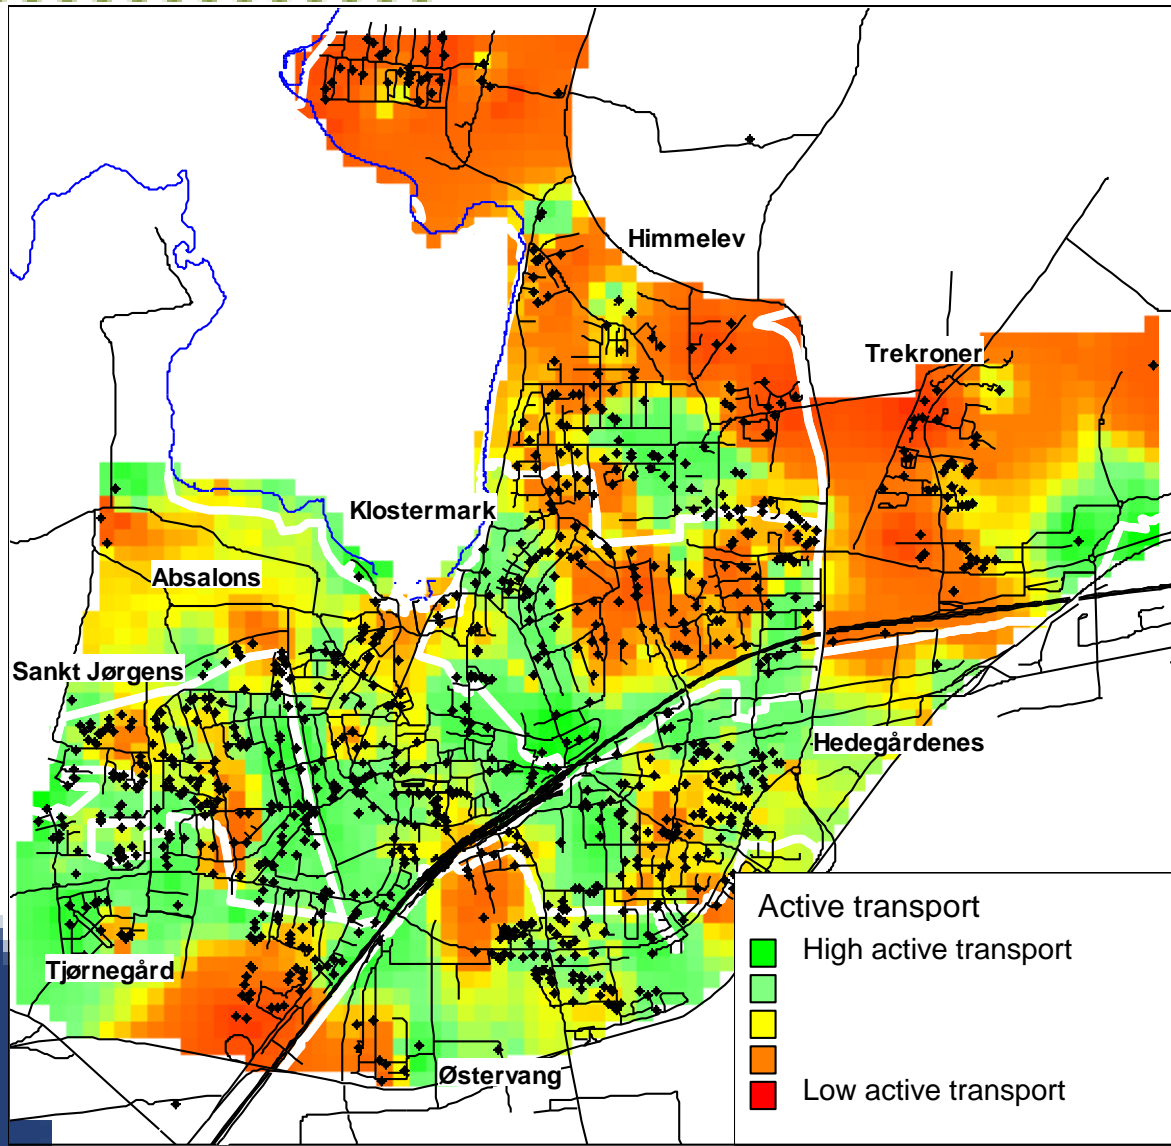 Himmelev
Trekroner
Klostermark
Absalons
Sankt Jørgens
Hedegårdenes
Tjørnegård
Østervang
Active transport
High active transport
Low active transport